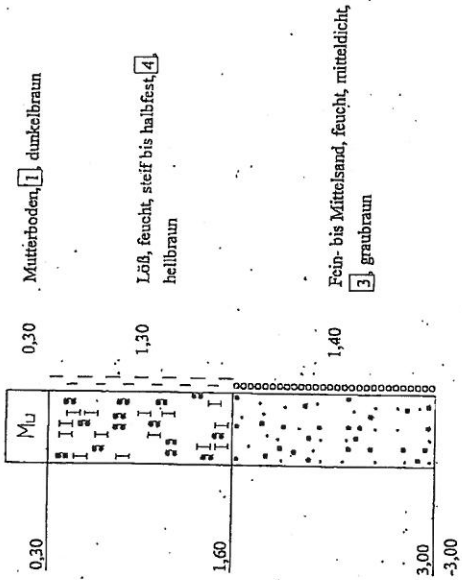 Mu
0,30
0,30
Mutterboden, 1, dunkelbraun
1,30
Löß, feucht, steif bis halbfest, 4,
hellbraun
1,60
1,40
Fein- bis Mittelsand, feucht, mitteldicht,
3, graubraun
3,00
-3,00